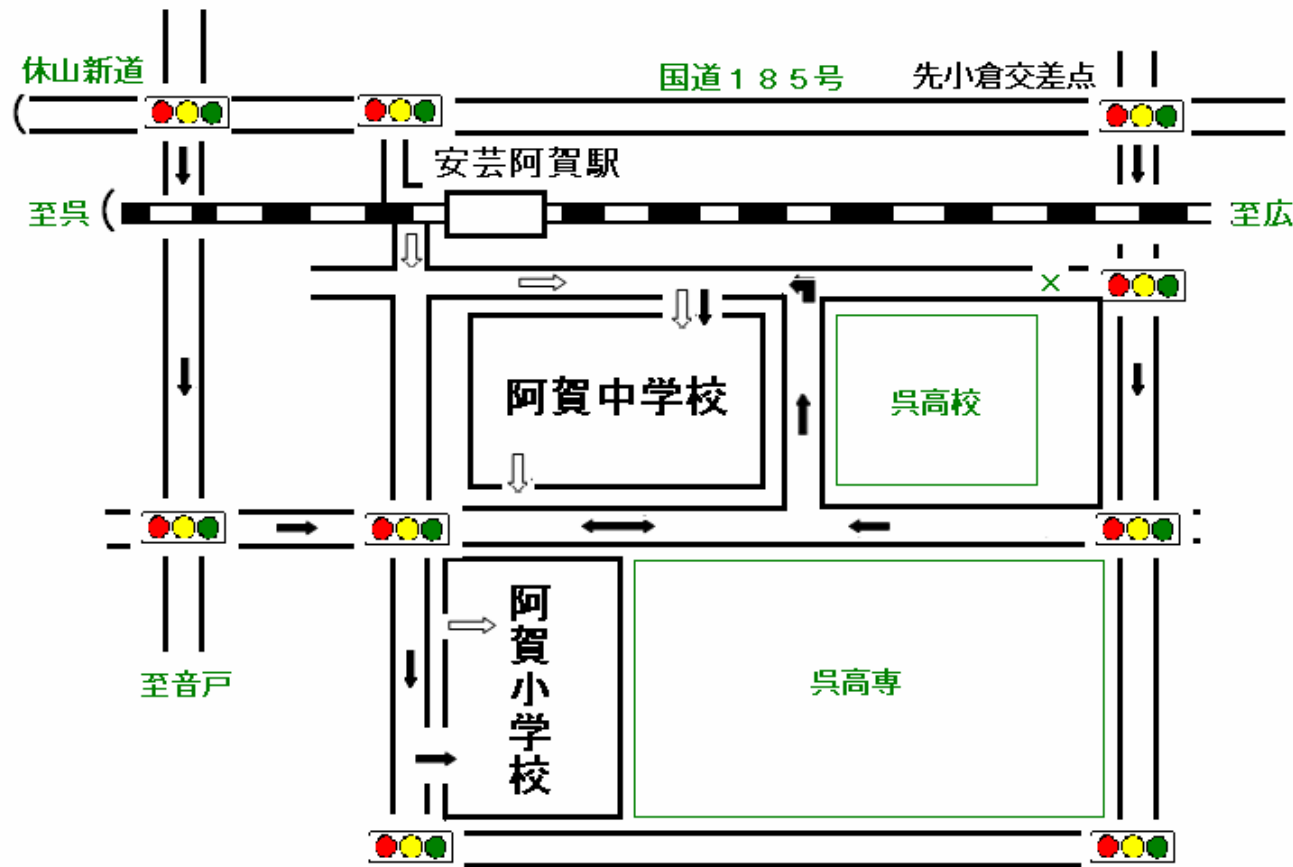 休山新道
国道１８５号
先小倉交差点
安芸阿賀駅
至呉
至広
×
阿賀中学校
呉高校
阿賀小学校
呉高専
至音戸